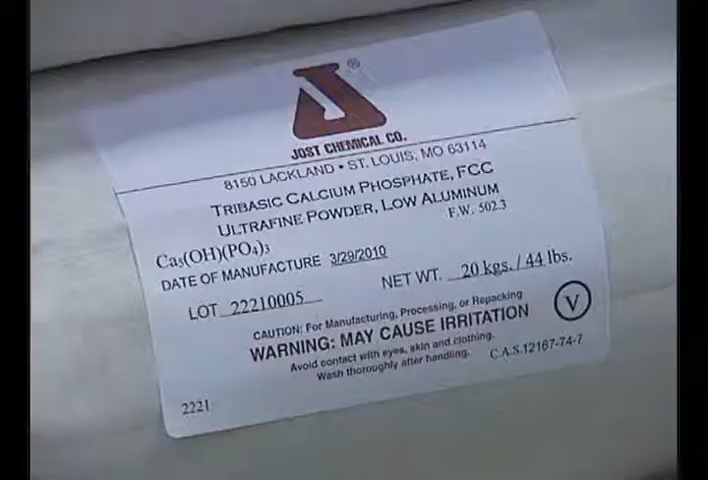 ®
JOST CHEMICAL CO.
8150 LACKLAND • ST. LOUIS, MO 63114
TRIBASIC CALCIUM PHOSPHATE, FCC
ULTRAFINE POWDER, LOW ALUMINUM
F.W. 502.3
Ca₅(OH)(PO₄)₃
DATE OF MANUFACTURE 3/29/2010
LOT 22210005
NET WT. 20 kgs. / 44 lbs.
CAUTION: For Manufacturing, Processing, or Repacking
WARNING: MAY CAUSE IRRITATION
V
Avoid contact with eyes, skin and clothing.
Wash thoroughly after handling.
C.A.S.12167-74-7
2221